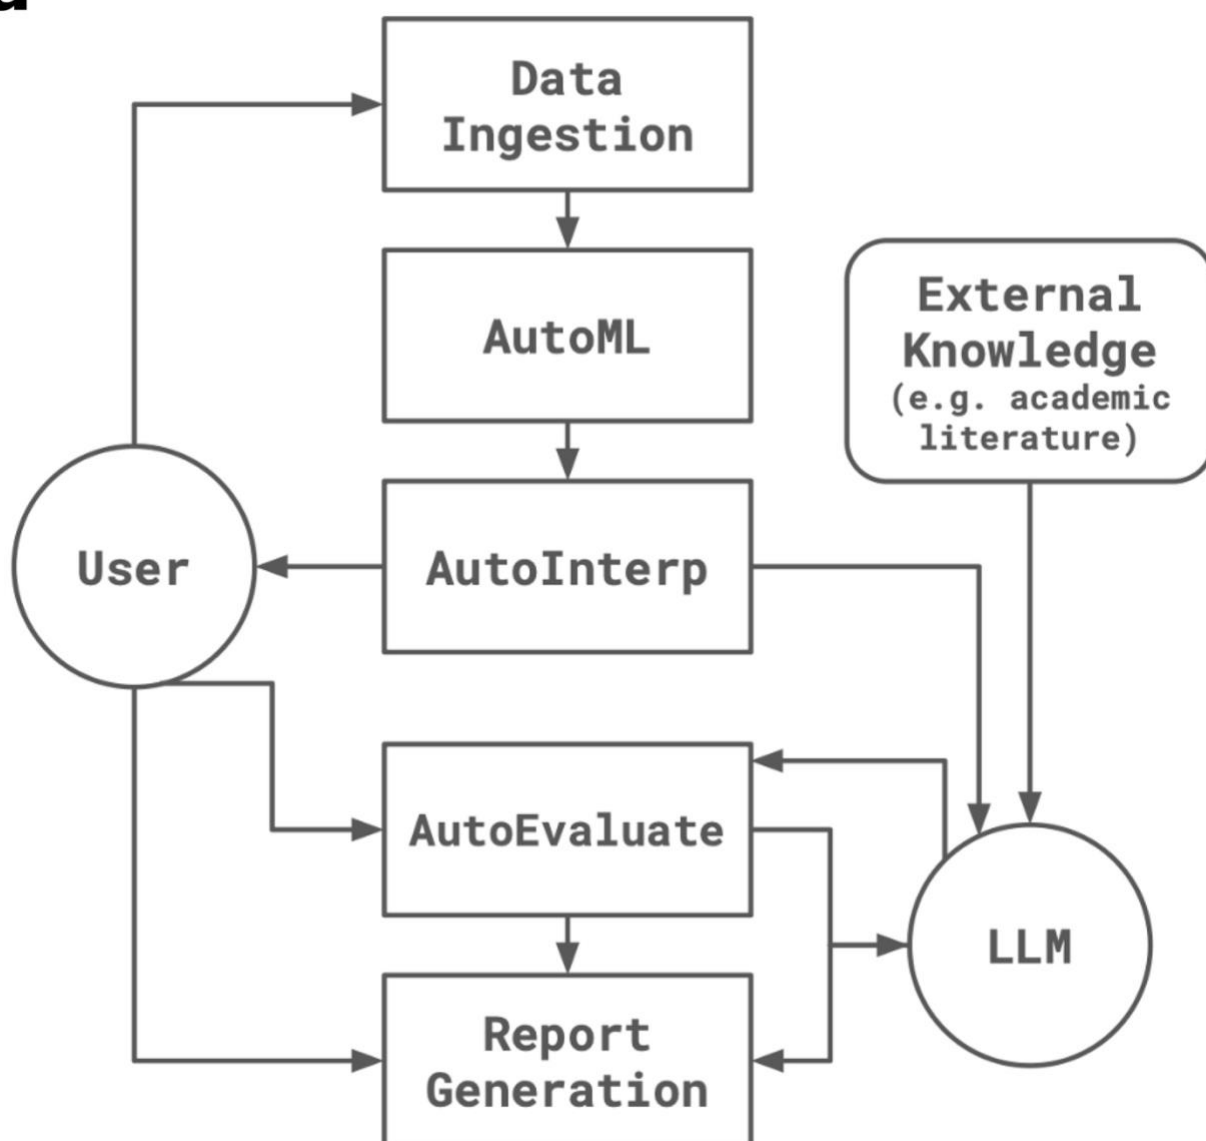 Data
Ingestion
AutoML
External
Knowledge
(e.g. academic
literature)
User
AutoInterp
AutoEvaluate
LLM
Report
Generation